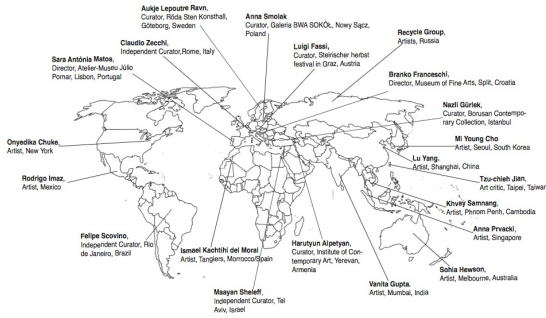 Aukje Lepoutre Ravn,
Curator, Röda Sten Konsthall,
Göteborg, Sweden
Anna Smolak
Curator, Galeria BWA SOKÓŁ, Nowy Sącz,
Poland
Recycle Group,
Artists, Russia
Claudio Zecchi,
Independent Curator,Rome, Italy
Luigi Fassi,
Curator, Steirischer herbst
festival in Graz, Austria
Sara Antónia Matos,
Director, Atelier-Museu Júlio
Pomar, Lisbon, Portugal
Branko Franceschi,
Director, Museum of Fine Arts, Split, Croatia
Nazli Gürlek,
Curator, Borusan Contempo-
rary Collection, Istanbul
Onyedika Chuke,
Artist, New York
Mi Young Cho
Artist, Seoul, South Korea
Lu Yang,
Artist, Shanghai, China
Rodrigo Imaz,
Artist, Mexico
Tzu-chieh Jian,
Art critic, Taipei, Taiwan
Khvay Samnang,
Artist, Phnom Penh, Cambodia
Anna Prvacki,
Artist, Singapore
Felipe Scovino,
Independent Curator, Rio
de Janeiro, Brazil
Ismael Kachtihi del Moral
Artist, Tangiers, Morrocco/Spain
Harutyun Alpetyan,
Curator, Institute of Con-
temporary Art, Yerevan,
Armenia
Sonia Hewson,
Artist, Melbourne, Australia
Maayan Sheleff,
Independent Curator, Tel
Aviv, Israel
Vanita Gupta,
Artist, Mumbai, India